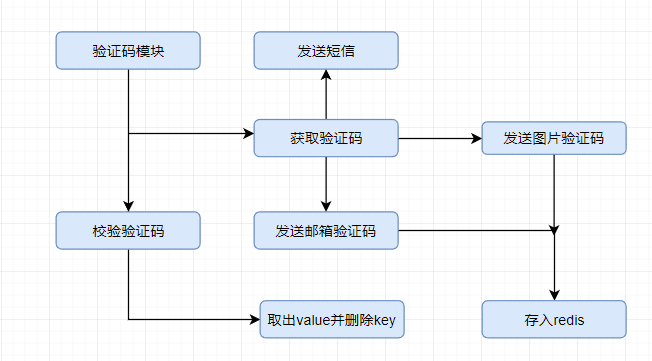 验证码模块
发送短信
获取验证码
发送图片验证码
校验验证码
发送邮箱验证码
取出value并删除key
存入redis